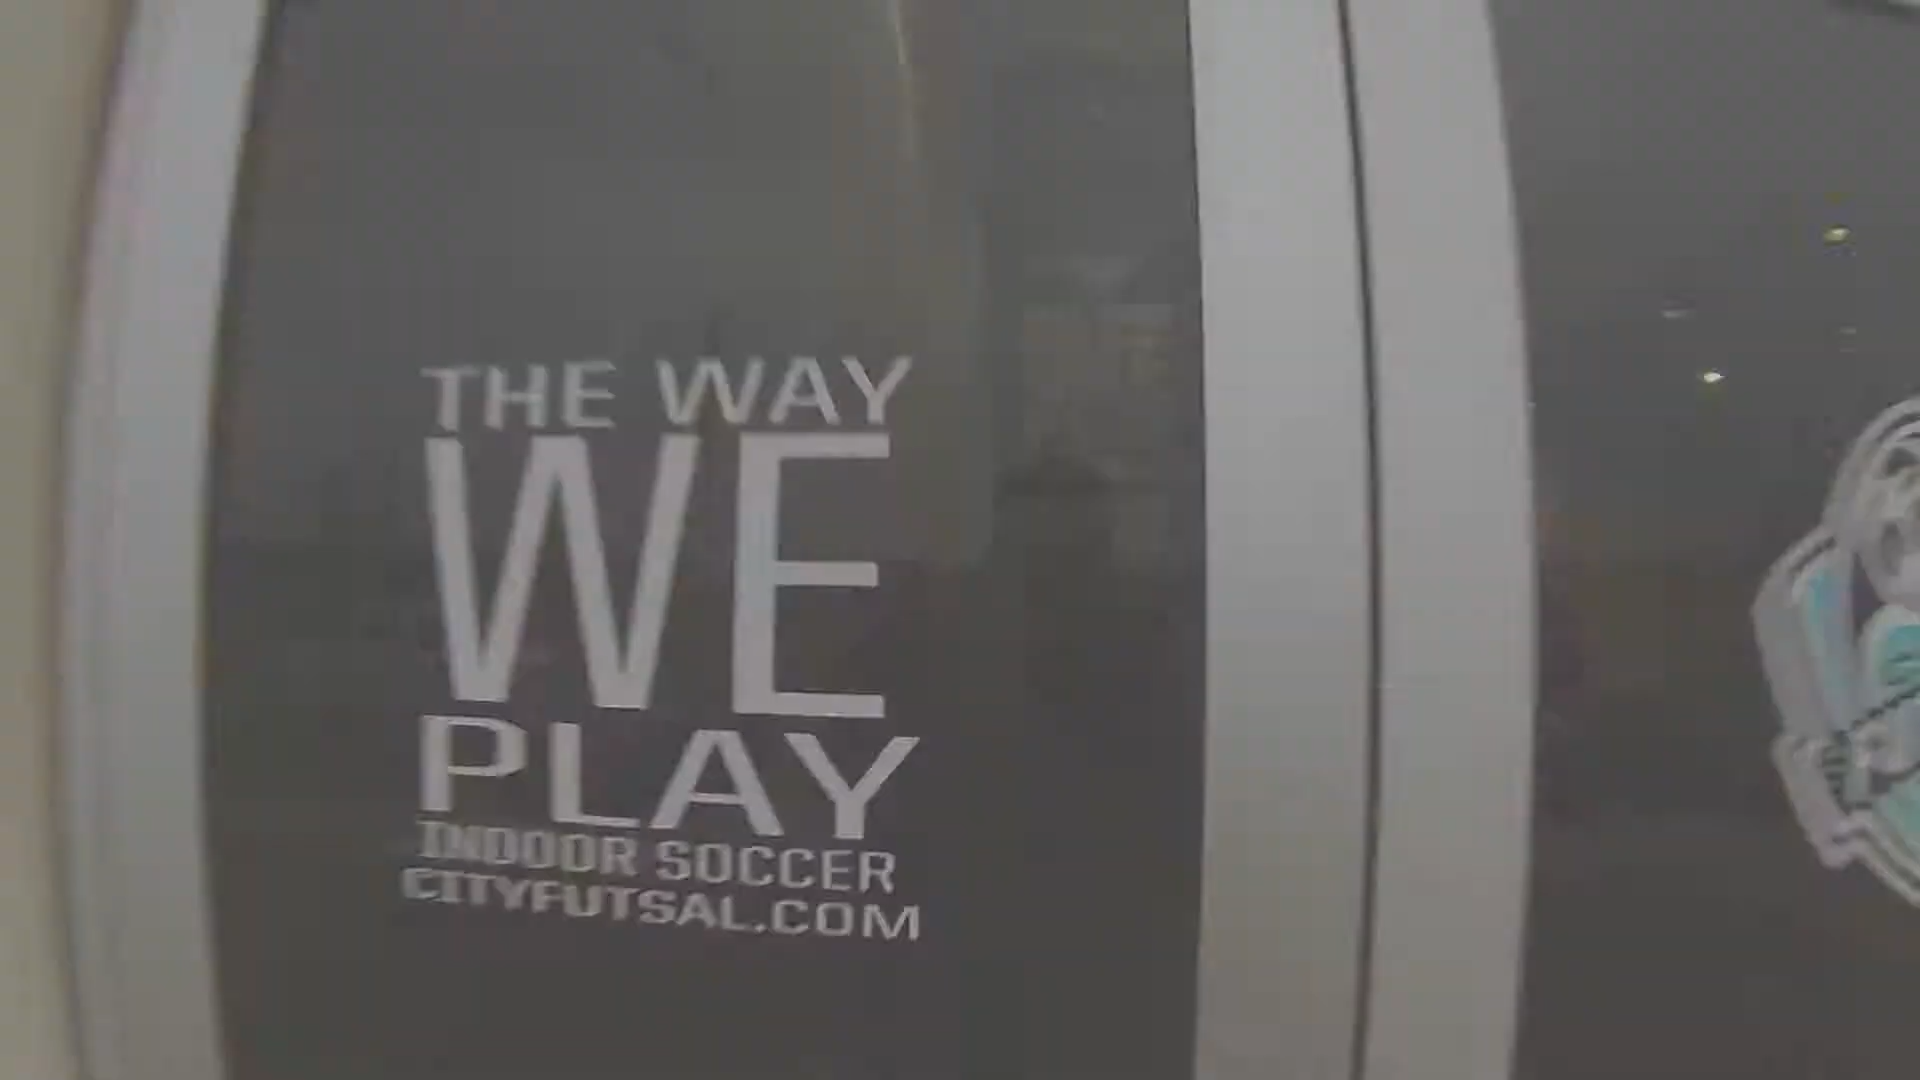 THE WAY
WE
PLAY
INDOOR SOCCER
CITYFUTSAL.COM